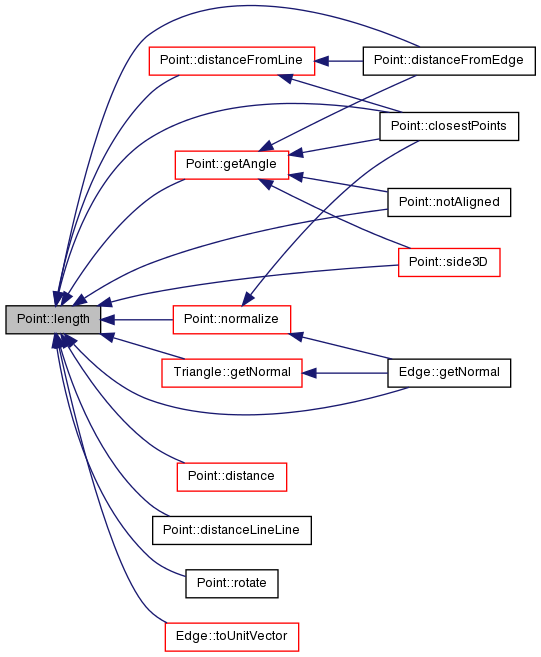 Point::distanceFromLine
Point::distanceFromEdge
Point::closestPoints
Point::getAngle
Point::notAligned
Point::side3D
Point::length
Point::normalize
Triangle::getNormal
Edge::getNormal
Point::distance
Point::distanceLineLine
Point::rotate
Edge::toUnitVector